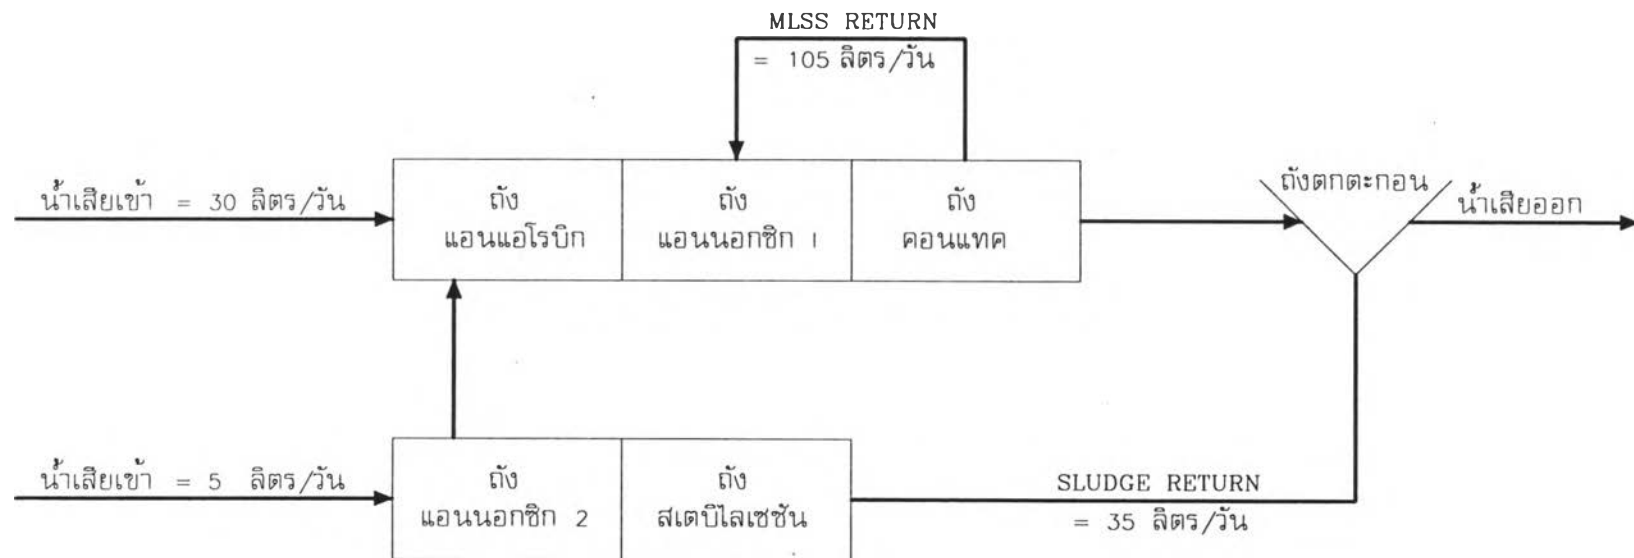 MLSS RETURN
= 105 ลิตร/วัน
น้ำเสียเข้า = 30 ลิตร/วัน
ถัง
แอนแอโรบิก
ถัง
แอนนอกซิก 1
ถัง
คอนแทค
ถังตกตะกอน
น้ำเสียออก
น้ำเสียเข้า = 5 ลิตร/วัน
ถัง
แอนนอกซิก 2
ถัง
สเตบิไลเซชัน
SLUDGE RETURN
= 35 ลิตร/วัน